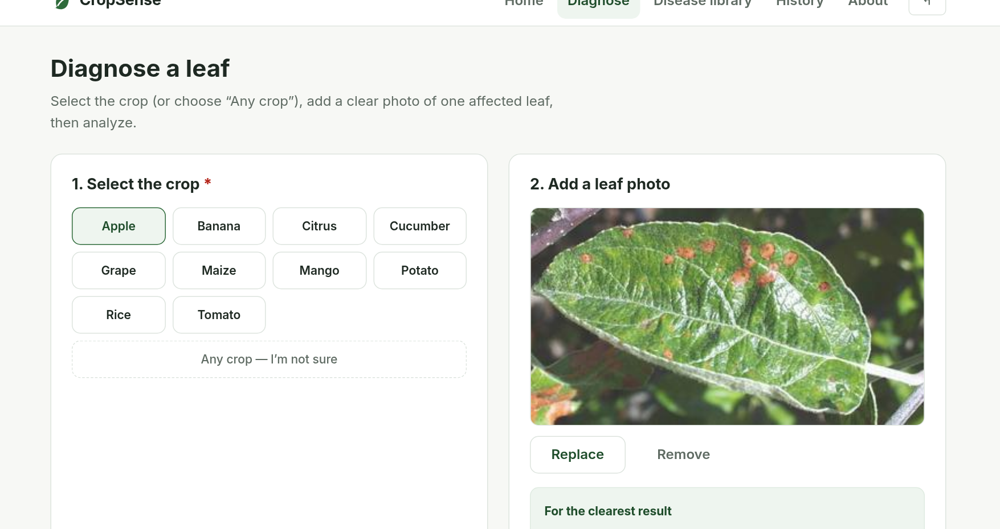 CropSense
Home Diagnose Disease library History About
Diagnose a leaf
Select the crop (or choose “Any crop”), add a clear photo of one affected leaf,
then analyze.
1. Select the crop *
Apple Banana Citrus Cucumber
Grape Maize Mango Potato
Rice Tomato
Any crop — I’m not sure
2. Add a leaf photo
Replace Remove
For the clearest result